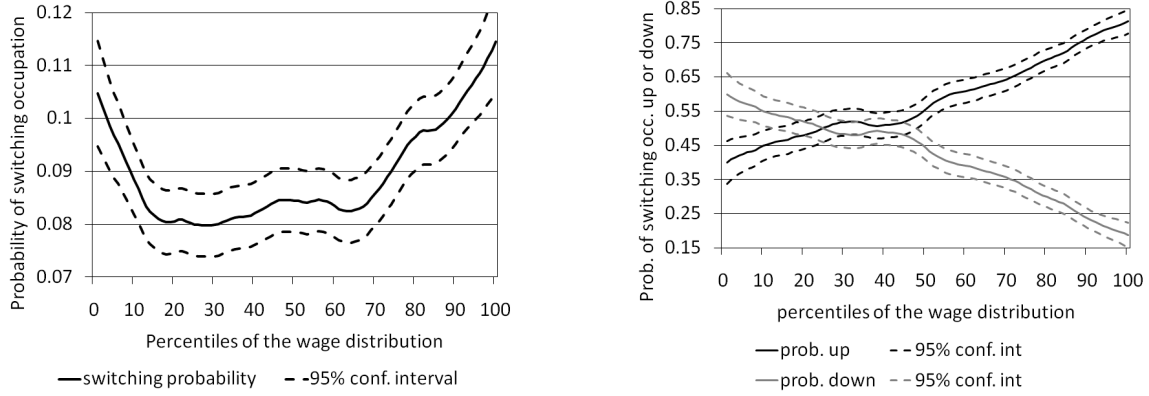 Probability of switching occupation
0.12
0.11
0.1
0.09
0.08
0.07
0 10 20 30 40 50 60 70 80 90 100
Percentiles of the wage distribution
switching probability 95% conf. interval
Prob. of switching occ. up or down
0.85
0.75
0.65
0.55
0.45
0.35
0.25
0.15
0 10 20 30 40 50 60 70 80 90 100
percentiles of the wage distribution
prob. up 95% conf. int
prob. down 95% conf. int